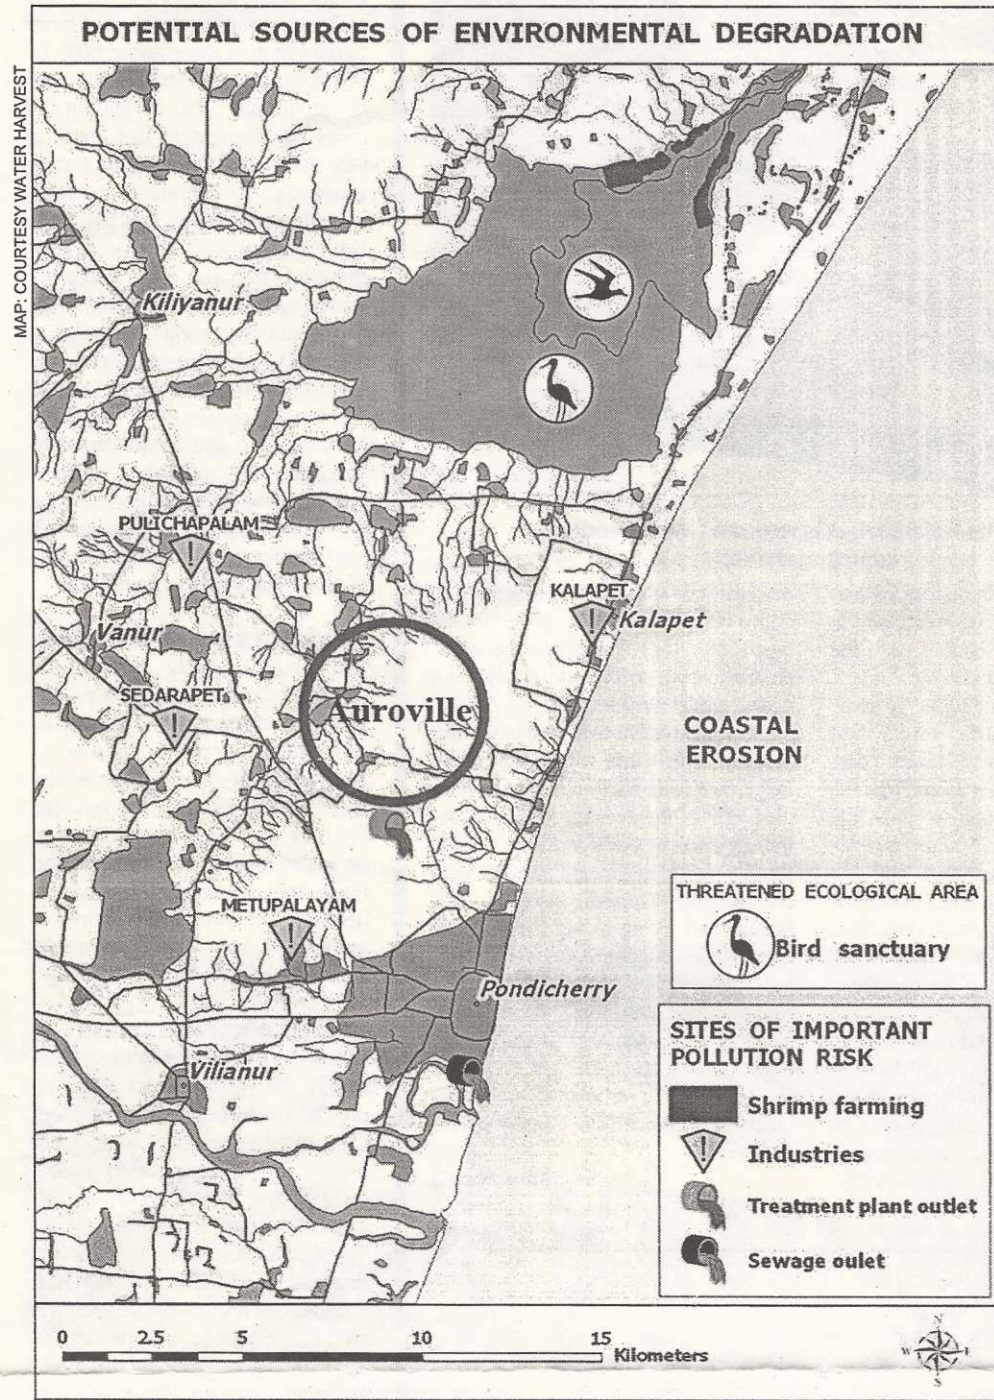 POTENTIAL SOURCES OF ENVIRONMENTAL DEGRADATION
MAP: COURTESY WATER HARVEST
Kiliyanur
PULICHAPALAM
!
KALAPET
!
Kalapet
Vanur
SEDARAPET
!
Auroville
COASTAL
EROSION
METUPALAYAM
!
Pondicherry
Vilianur
THREATENED ECOLOGICAL AREA
Bird sanctuary
SITES OF IMPORTANT
POLLUTION RISK
Shrimp farming
! Industries
Treatment plant outlet
Sewage oulet
0 2.5 5 10 15
Kilometers
N
W E
S